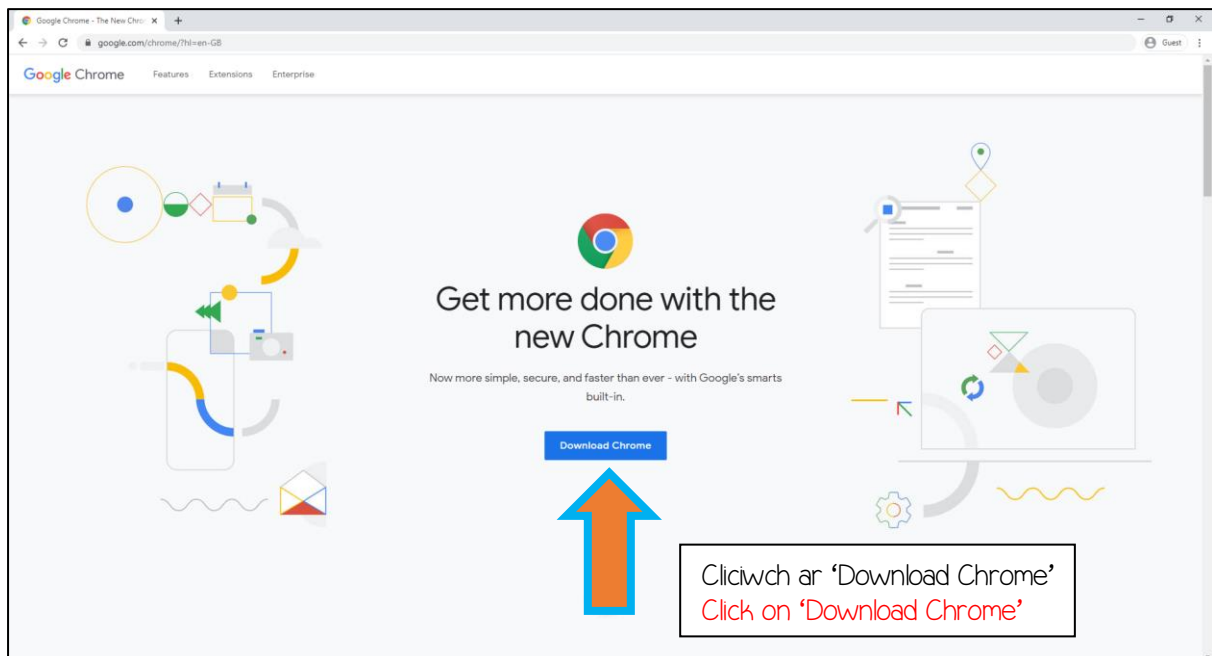 Google Chrome - The New Chro
google.com/chrome/?hl=en-GB
Guest
Google Chrome Features Extensions Enterprise
Get more done with the
new Chrome
Now more simple, secure, and faster than ever - with Google's smarts
built-in.
Download Chrome
Cliciwch ar ‘Download Chrome’
Click on ‘Download Chrome’